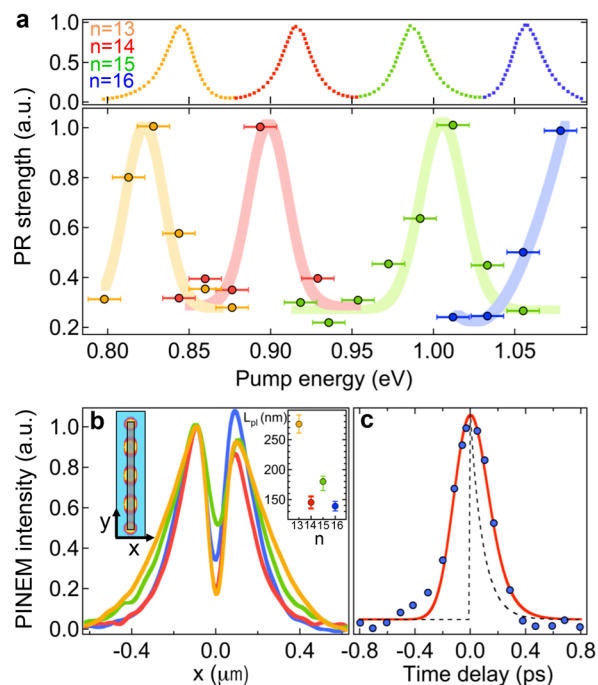 a
n=13
n=14
n=15
n=16
1.0
0.5
0.0
PR strength (a.u.)
1.0
0.8
0.6
0.4
0.2
0.80 0.85 0.90 0.95 1.00 1.05
Pump energy (eV)
b
PINEM intensity (a.u.)
1.0
0.8
0.6
0.4
0.2
0.0
y
x
L_pl (nm)
250
200
150
13 14 15 16
n
-0.4 0.0 0.4
x (μm)
c
-0.8 -0.4 0.0 0.4 0.8
Time delay (ps)